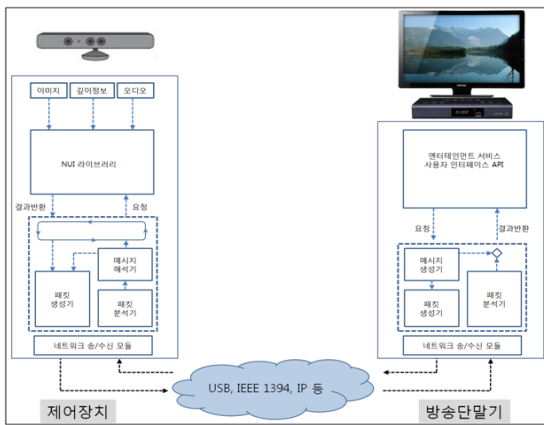 이미지
깊이정보
오디오
NUI 라이브러리
결과반환
요청
메시지
해석기
패킷
생성기
패킷
분석기
네트워크 송/수신 모듈
제어장치
USB, IEEE 1394, IP 등
엔터테인먼트 서비스
사용자 인터페이스 API
요청
결과반환
메시지
생성기
패킷
생성기
패킷
분석기
네트워크 송/수신 모듈
방송단말기